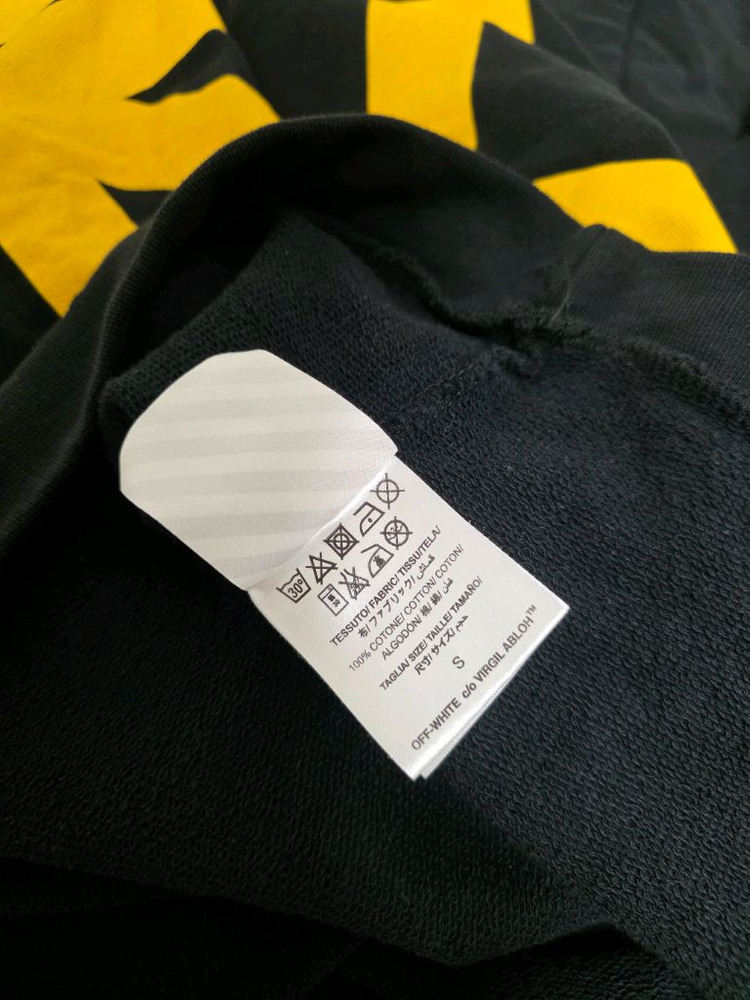 30°
TESSUTO/ FABRIC/ TISSU/TELA/
布/ ファブリック/ قماش/
100% COTONE/ COTTON/ COTON/
ALGODÓN/ 棉/ 綿/ قطن/
TAGLIA/ SIZE/ TAILLE/ TAMAÑO/
尺寸/ サイズ/ حجم/
S
OFF-WHITE c/o VIRGIL ABLOH™